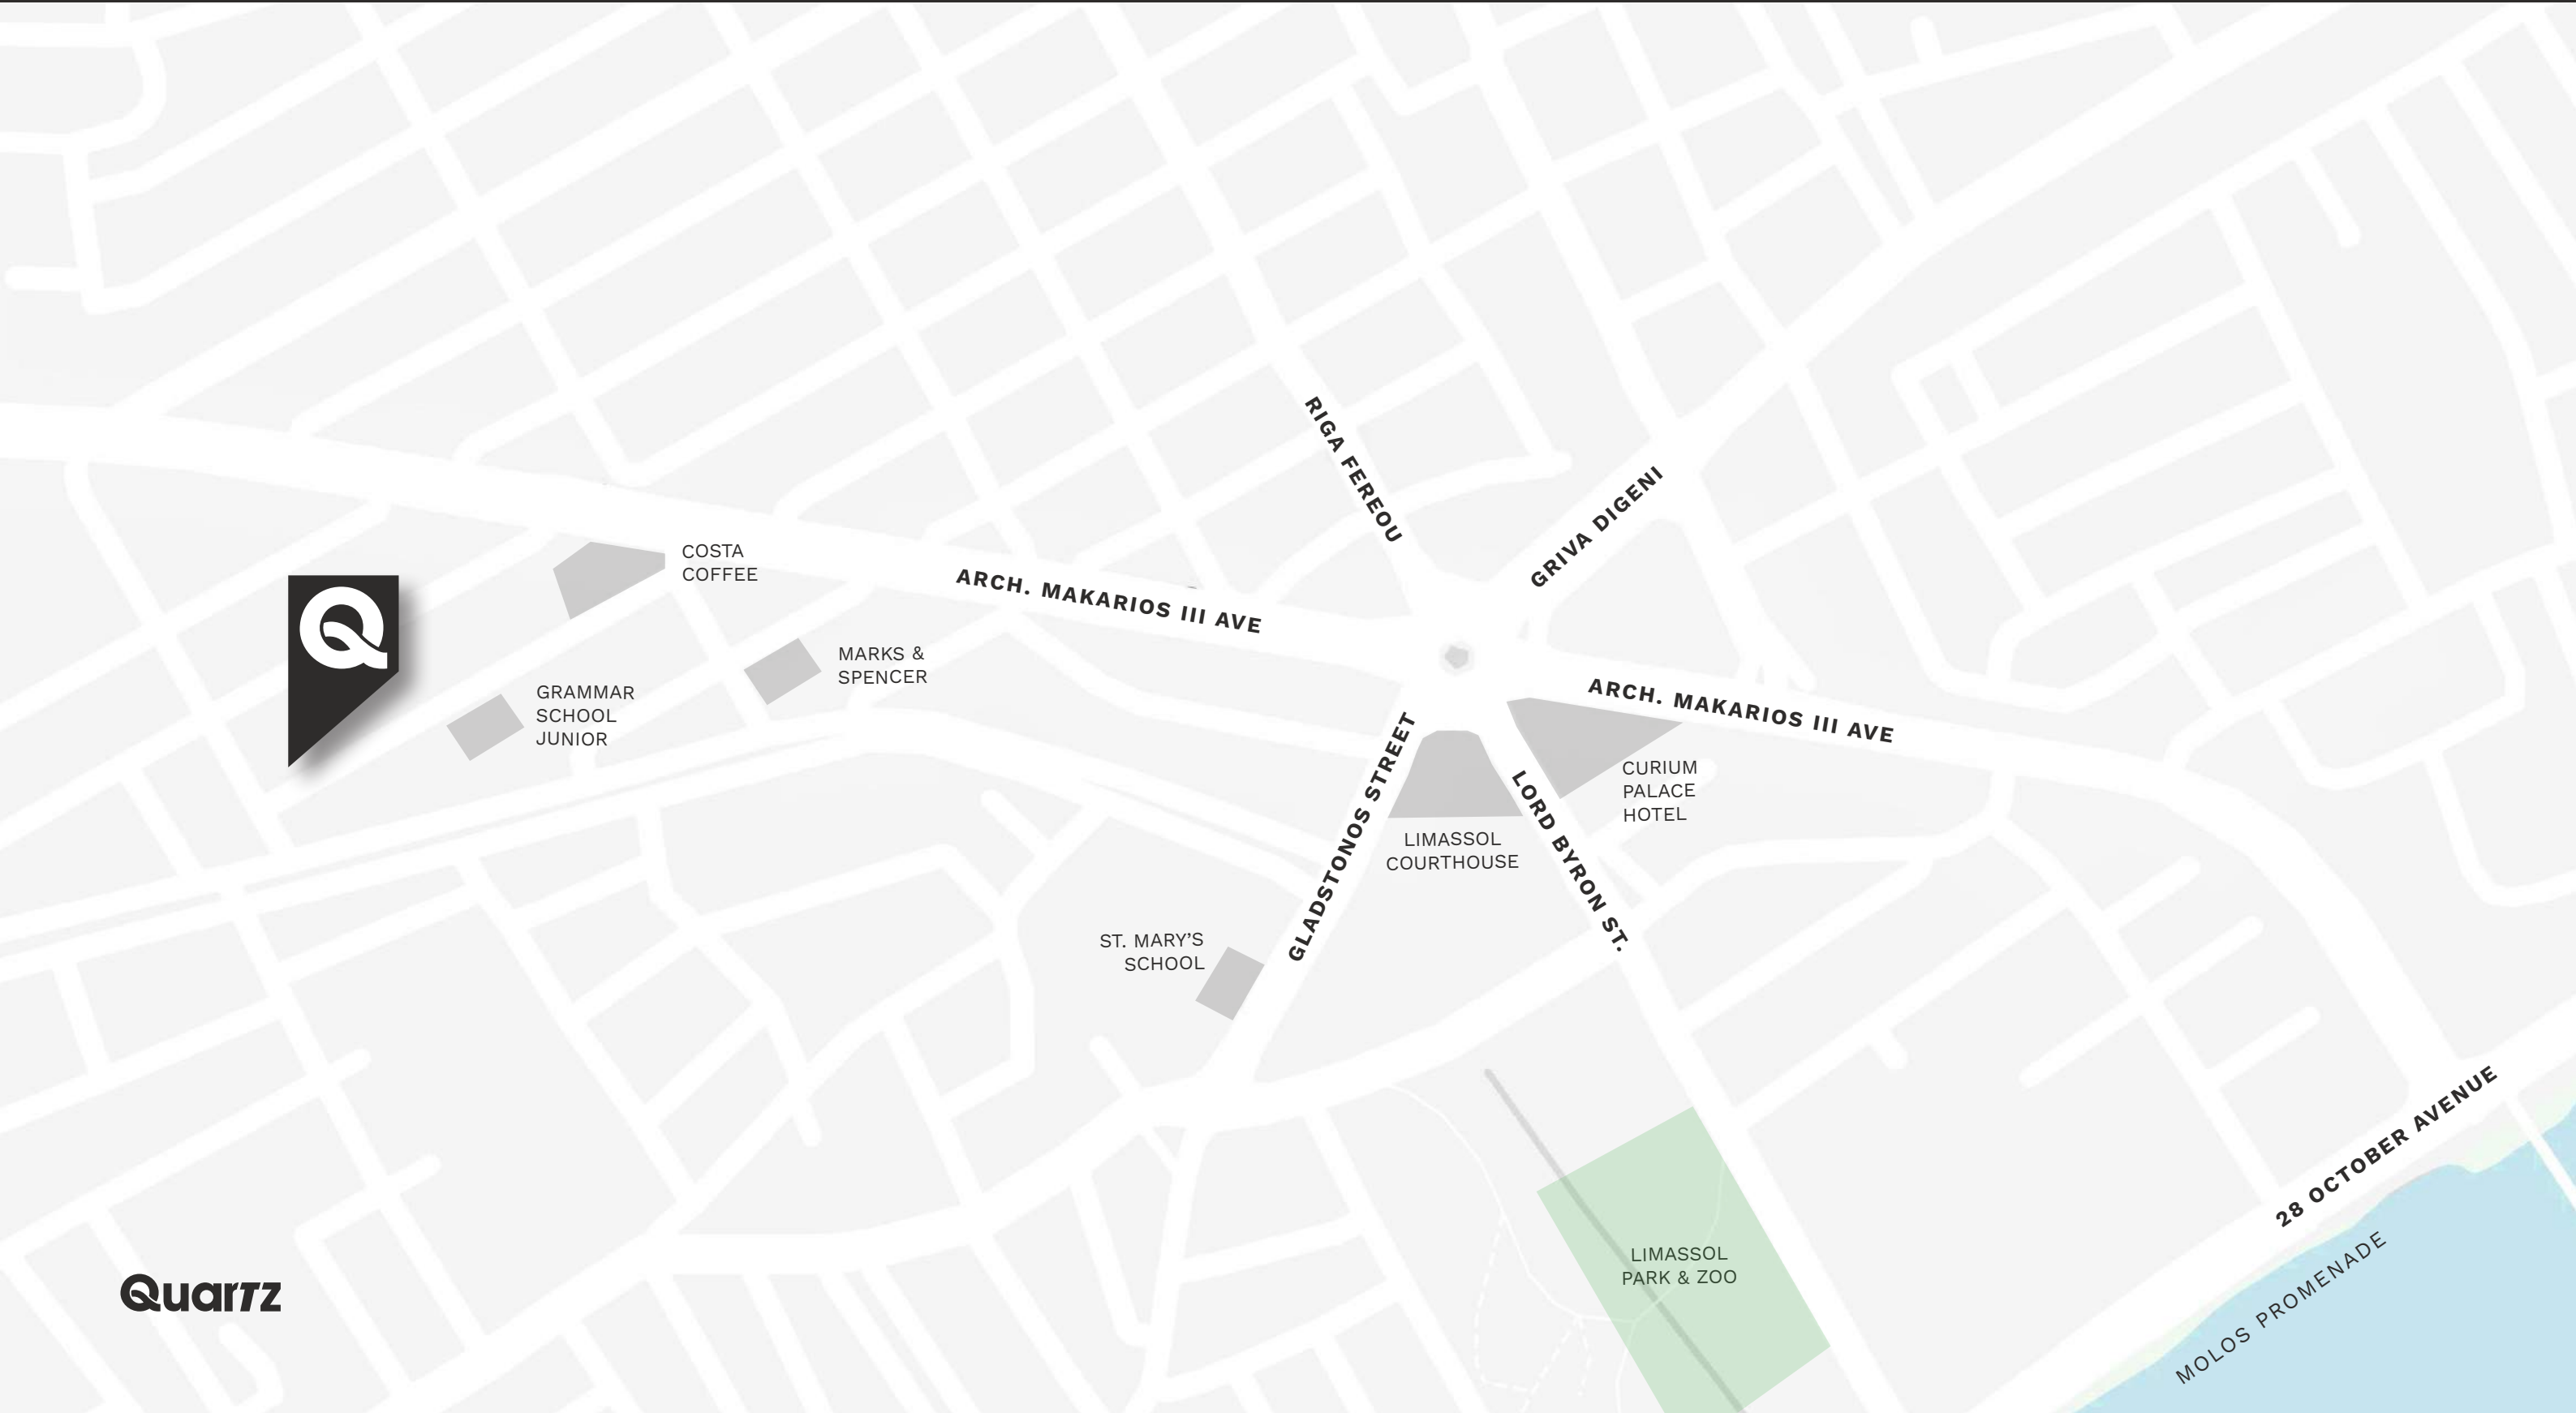 RIGA FEREOU
GRIVA DIGENI
COSTA
COFFEE
ARCH. MAKARIOS III AVE
Q
MARKS &
SPENCER
GRAMMAR
SCHOOL
JUNIOR
ARCH. MAKARIOS III AVE
GLADSTONOS STREET
LORD BYRON ST.
CURIUM
PALACE
HOTEL
LIMASSOL
COURTHOUSE
ST. MARY'S
SCHOOL
28 OCTOBER AVENUE
LIMASSOL
PARK & ZOO
MOLOS PROMENADE
Quartz